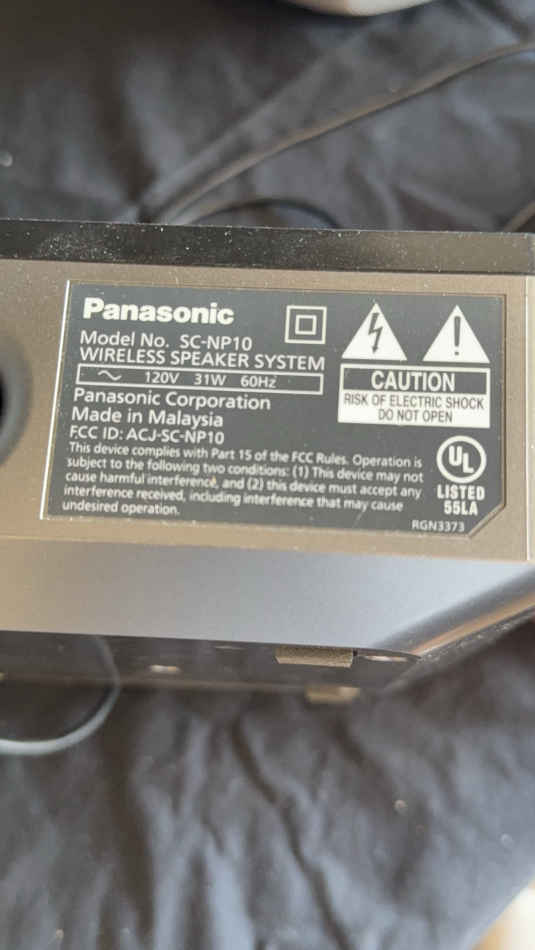 Panasonic
Model No. SC-NP10
WIRELESS SPEAKER SYSTEM
120V 31W 60Hz
Panasonic Corporation
Made in Malaysia
FCC ID: ACJ-SC-NP10
This device complies with Part 15 of the FCC Rules. Operation is
subject to the following two conditions: (1) This device may not
cause harmful interference, and (2) this device must accept any
interference received, including interference that may cause
undesired operation.
CAUTION
RISK OF ELECTRIC SHOCK
DO NOT OPEN
UL
LISTED
55LA
RGN3373